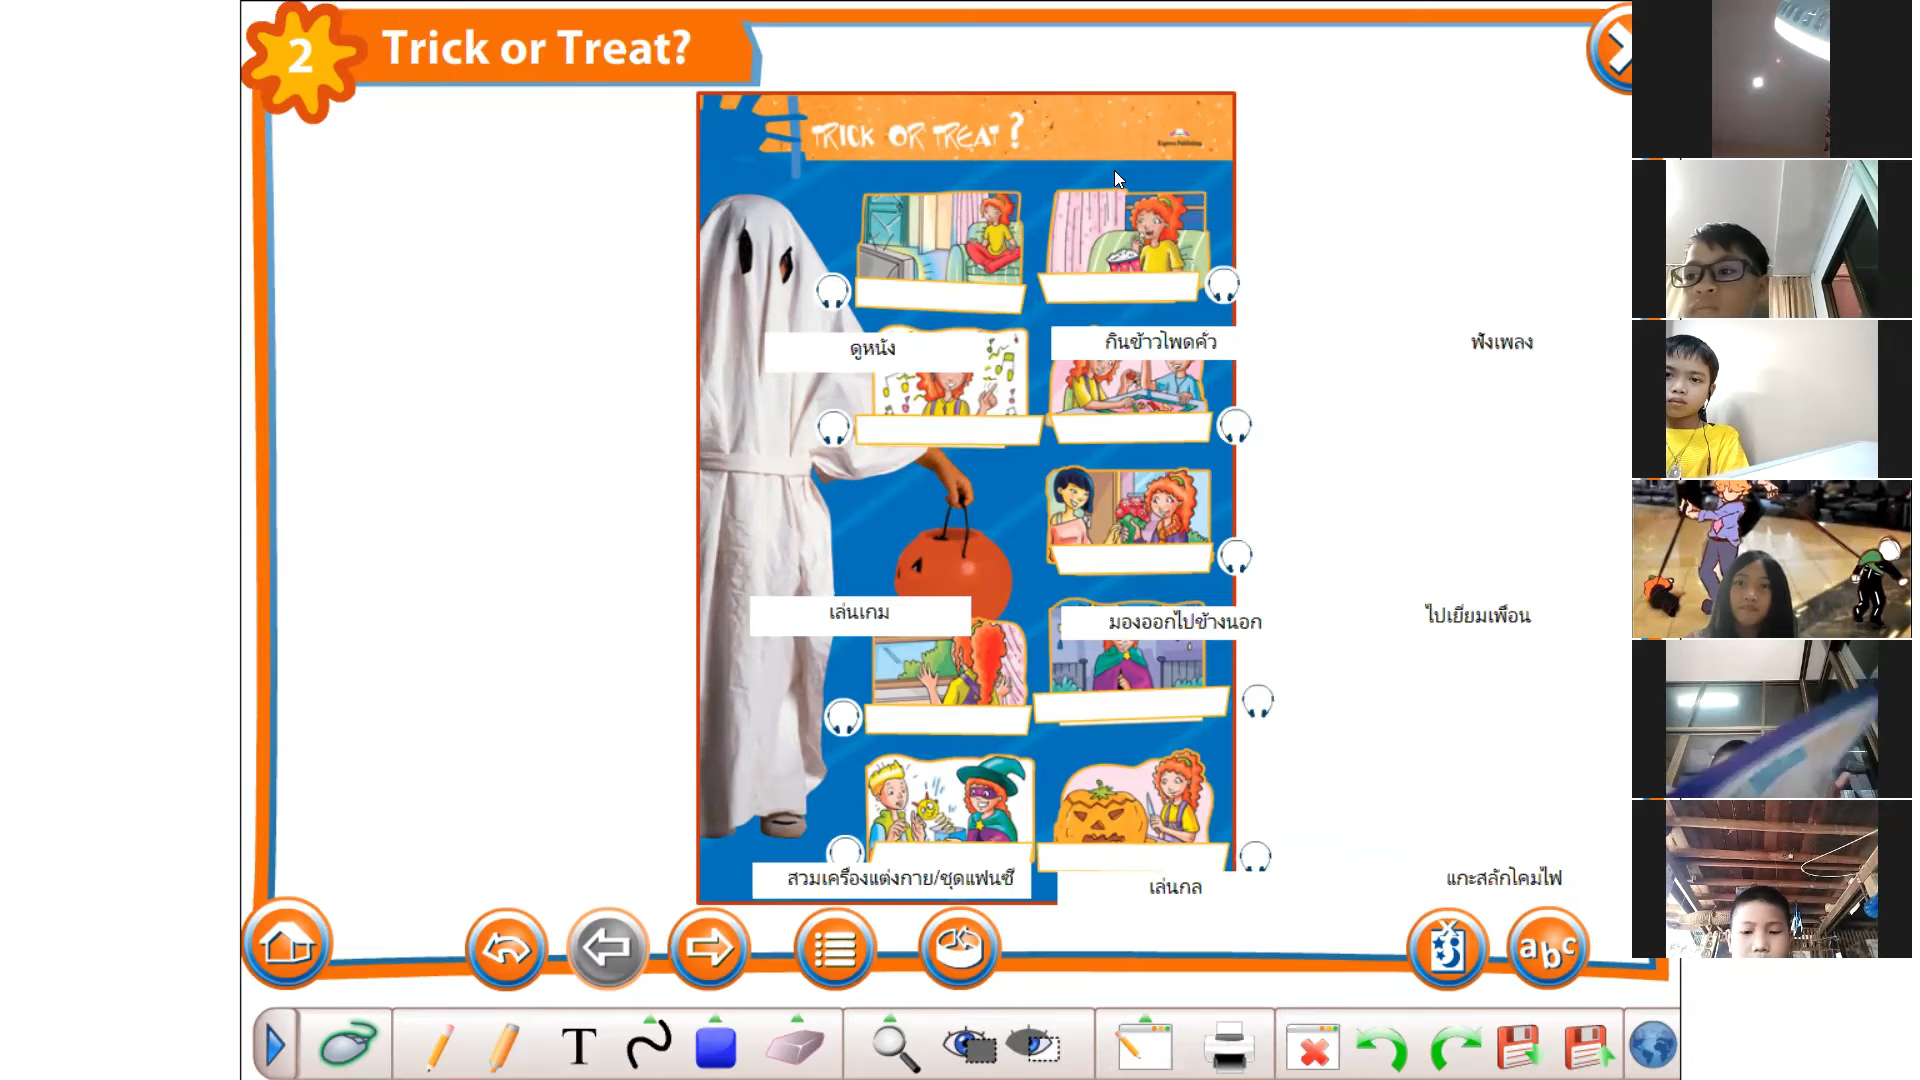 2
Trick or Treat?
TRICK OR TREAT?
Express Publishing
ดูหนัง
กินข้าวโพดคั่ว
ฟังเพลง
เล่นเกม
มองออกไปข้างนอก
ไปเยี่ยมเพื่อน
สวมเครื่องแต่งกาย/ชุดแฟนซี
เล่นกล
แกะสลักโคมไฟ
abc
T